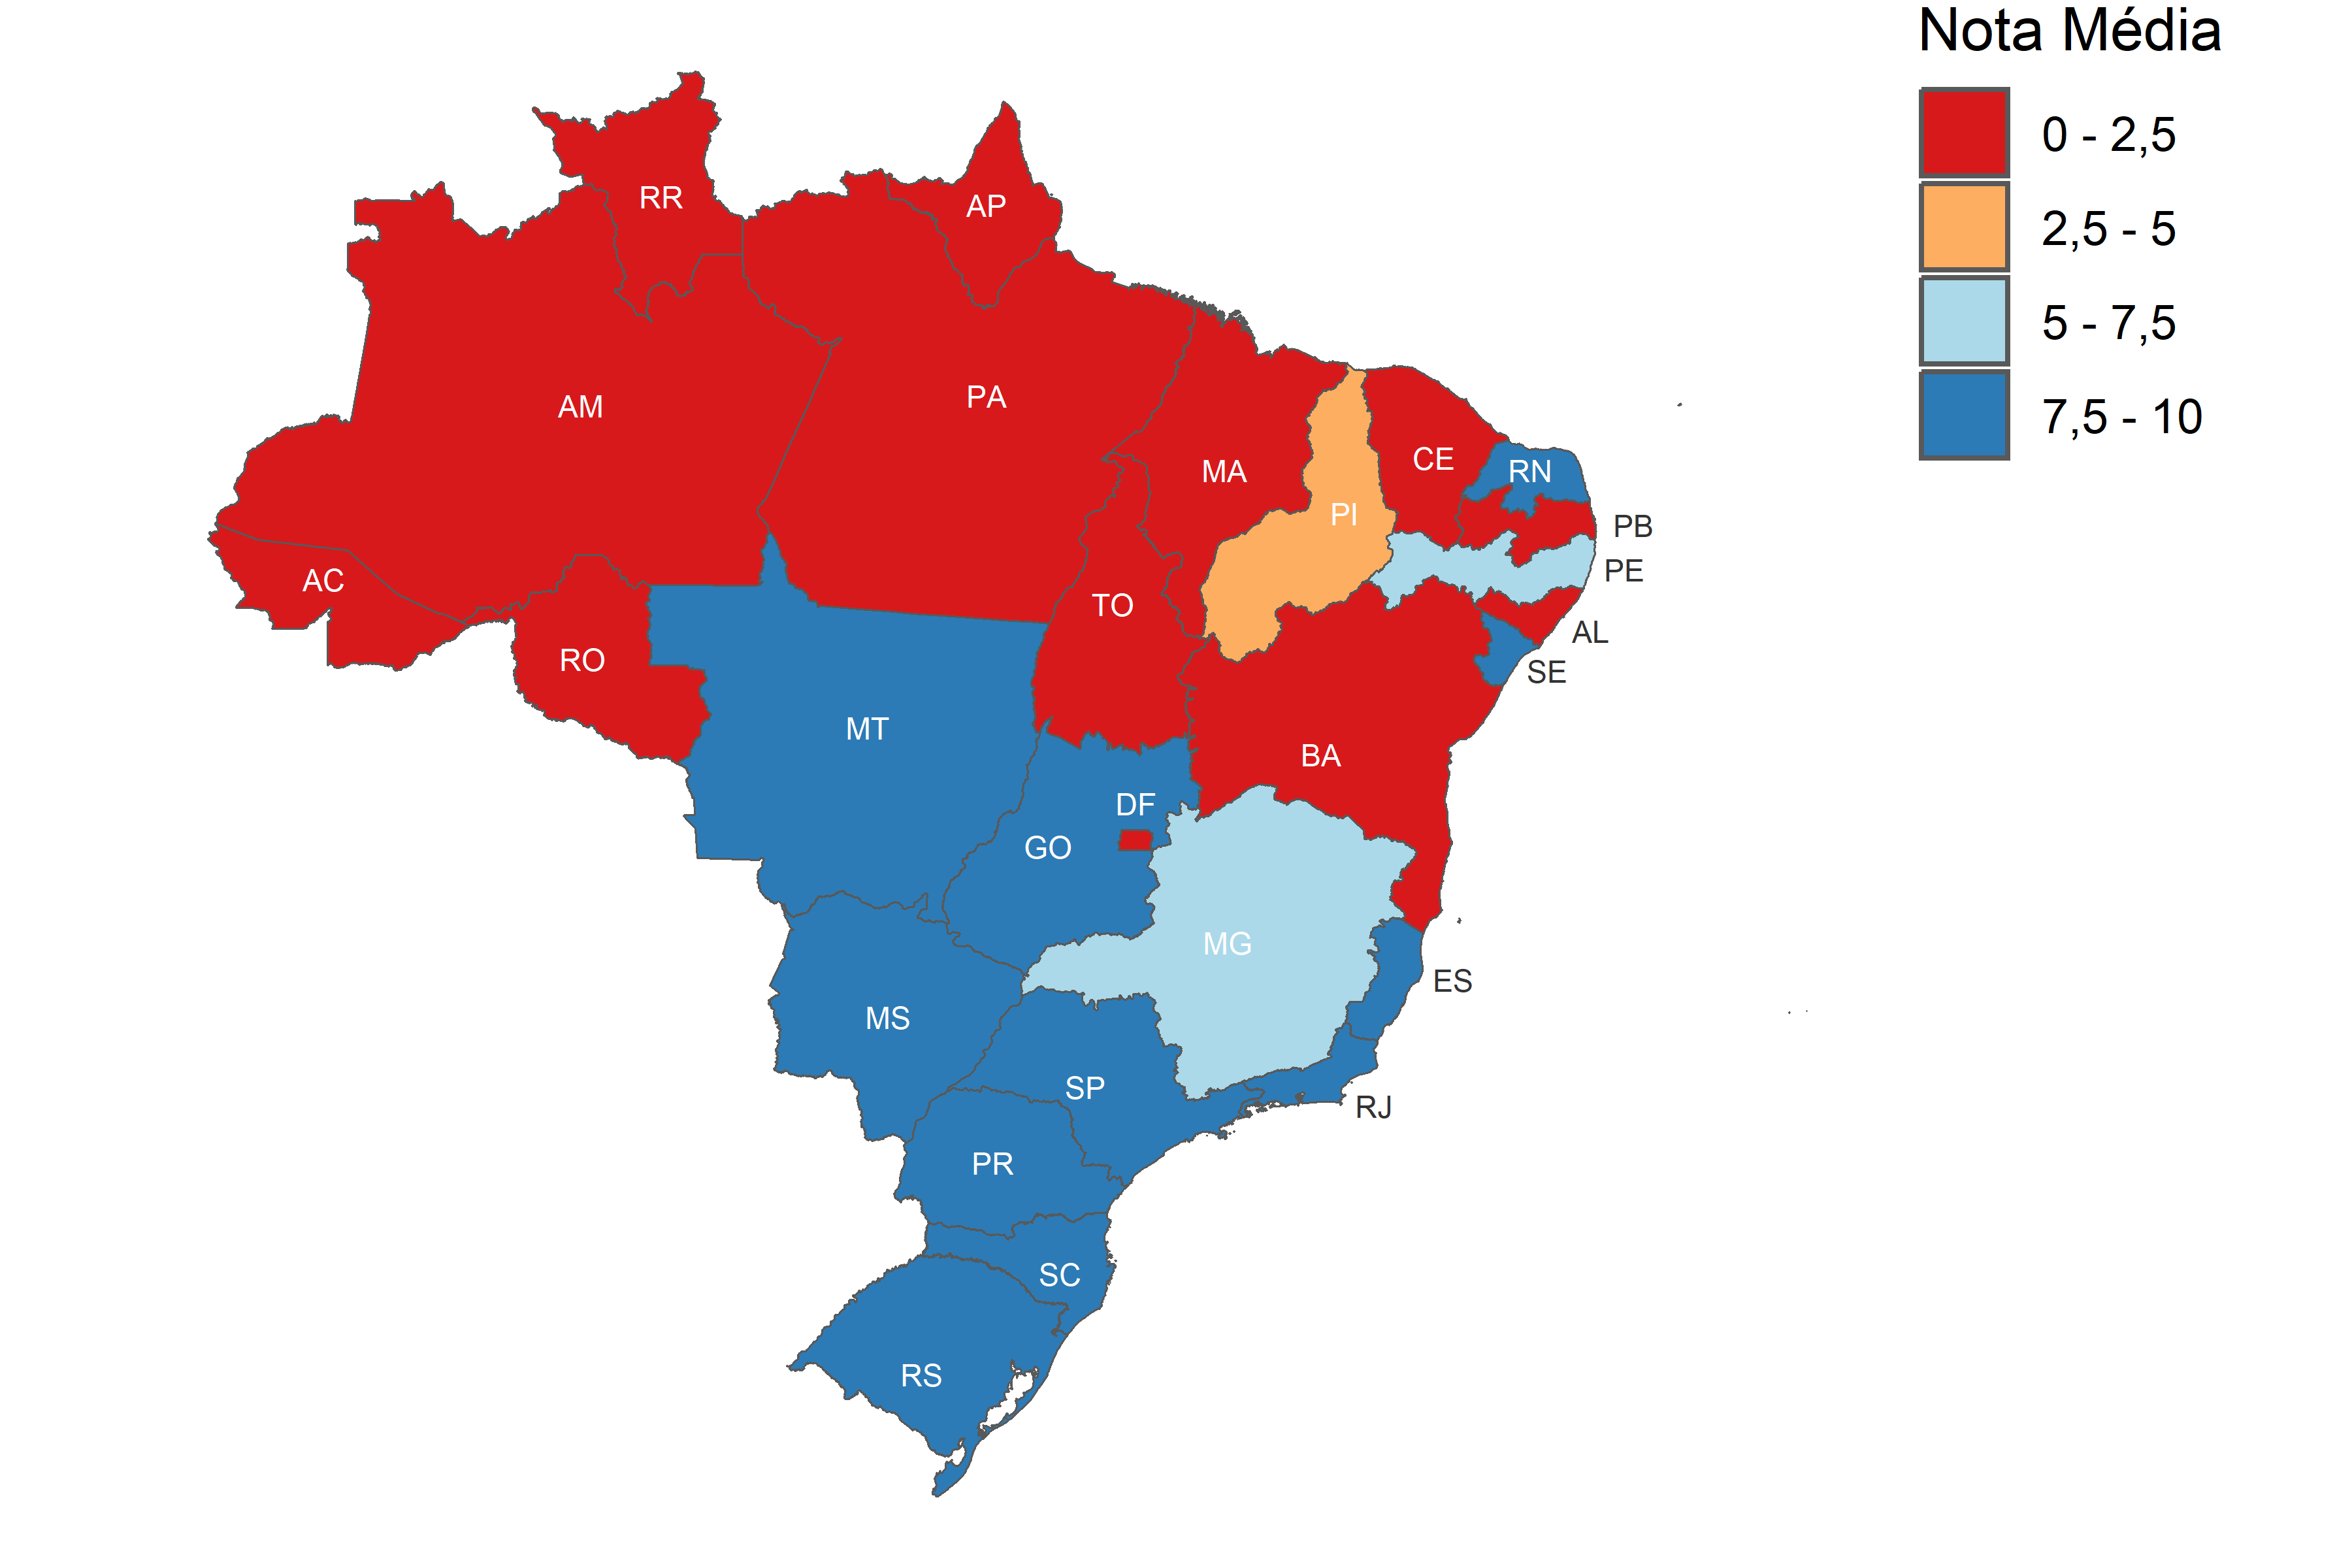 Nota Média
0 - 2,5
2,5 - 5
5 - 7,5
7,5 - 10
RR
AP
AM
PA
MA
CE
RN
PI
PB
PE
AC
TO
AL
RO
SE
MT
BA
DF
GO
MG
ES
MS
SP
RJ
PR
SC
RS